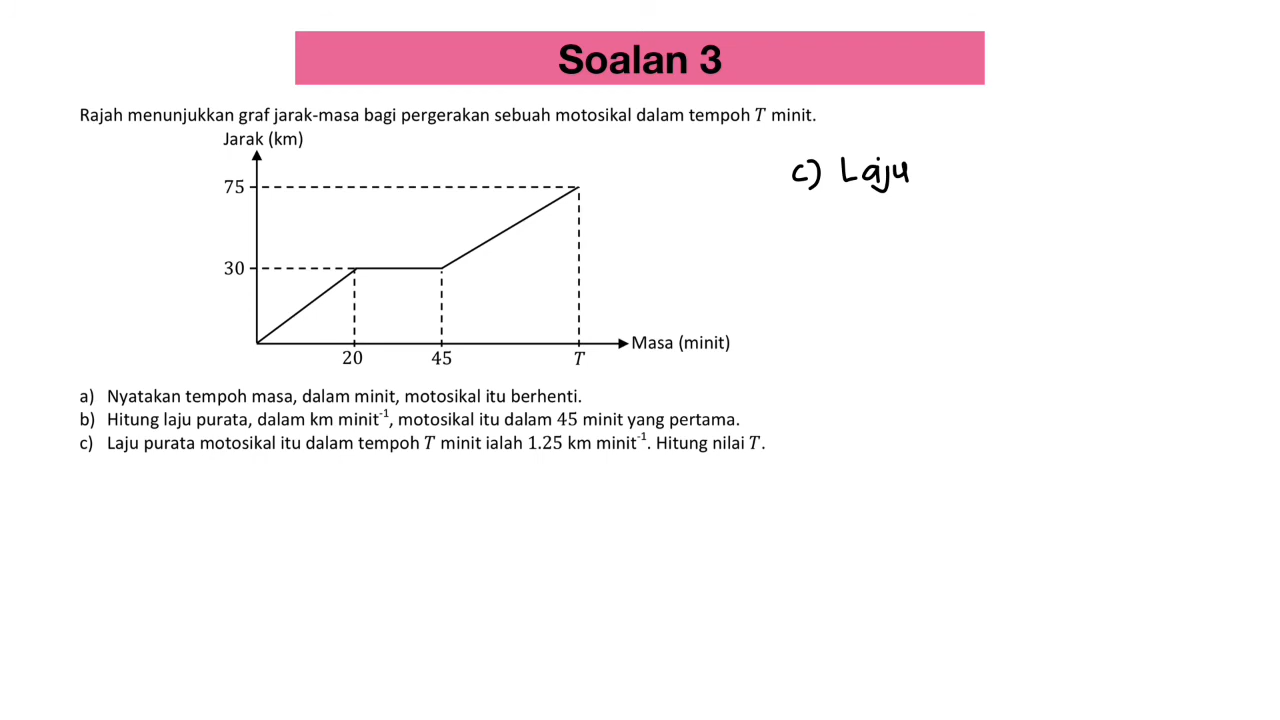 Soalan 3
Rajah menunjukkan graf jarak-masa bagi pergerakan sebuah motosikal dalam tempoh T minit.
Jarak (km)
c) Laju
75
30
Masa (minit)
20 45 T
a) Nyatakan tempoh masa, dalam minit, motosikal itu berhenti.
b) Hitung laju purata, dalam km minit⁻¹, motosikal itu dalam 45 minit yang pertama.
c) Laju purata motosikal itu dalam tempoh T minit ialah 1.25 km minit⁻¹. Hitung nilai T.